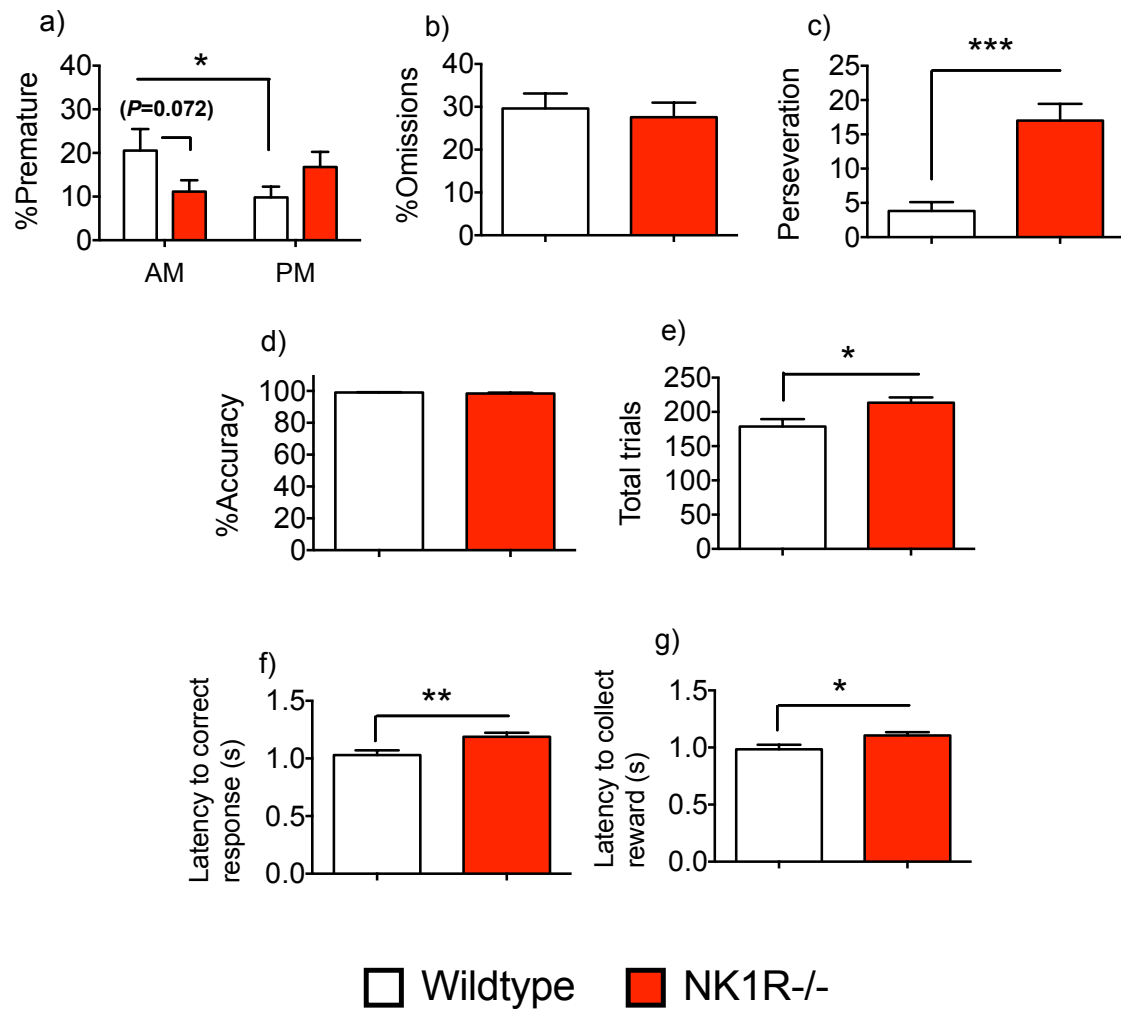 a)
%Premature
40
30
20
10
0
*
(P=0.072)
AM
PM
b)
%Omissions
40
30
20
10
0
c)
Perseveration
25
20
15
10
5
0
***
d)
%Accuracy
100
80
60
40
20
0
e)
Total trials
250
200
150
100
50
0
*
f)
Latency to correct
response (s)
1.5
1.0
0.5
0.0
**
g)
Latency to collect
reward (s)
1.5
1.0
0.5
0.0
*
Wildtype
NK1R-/-